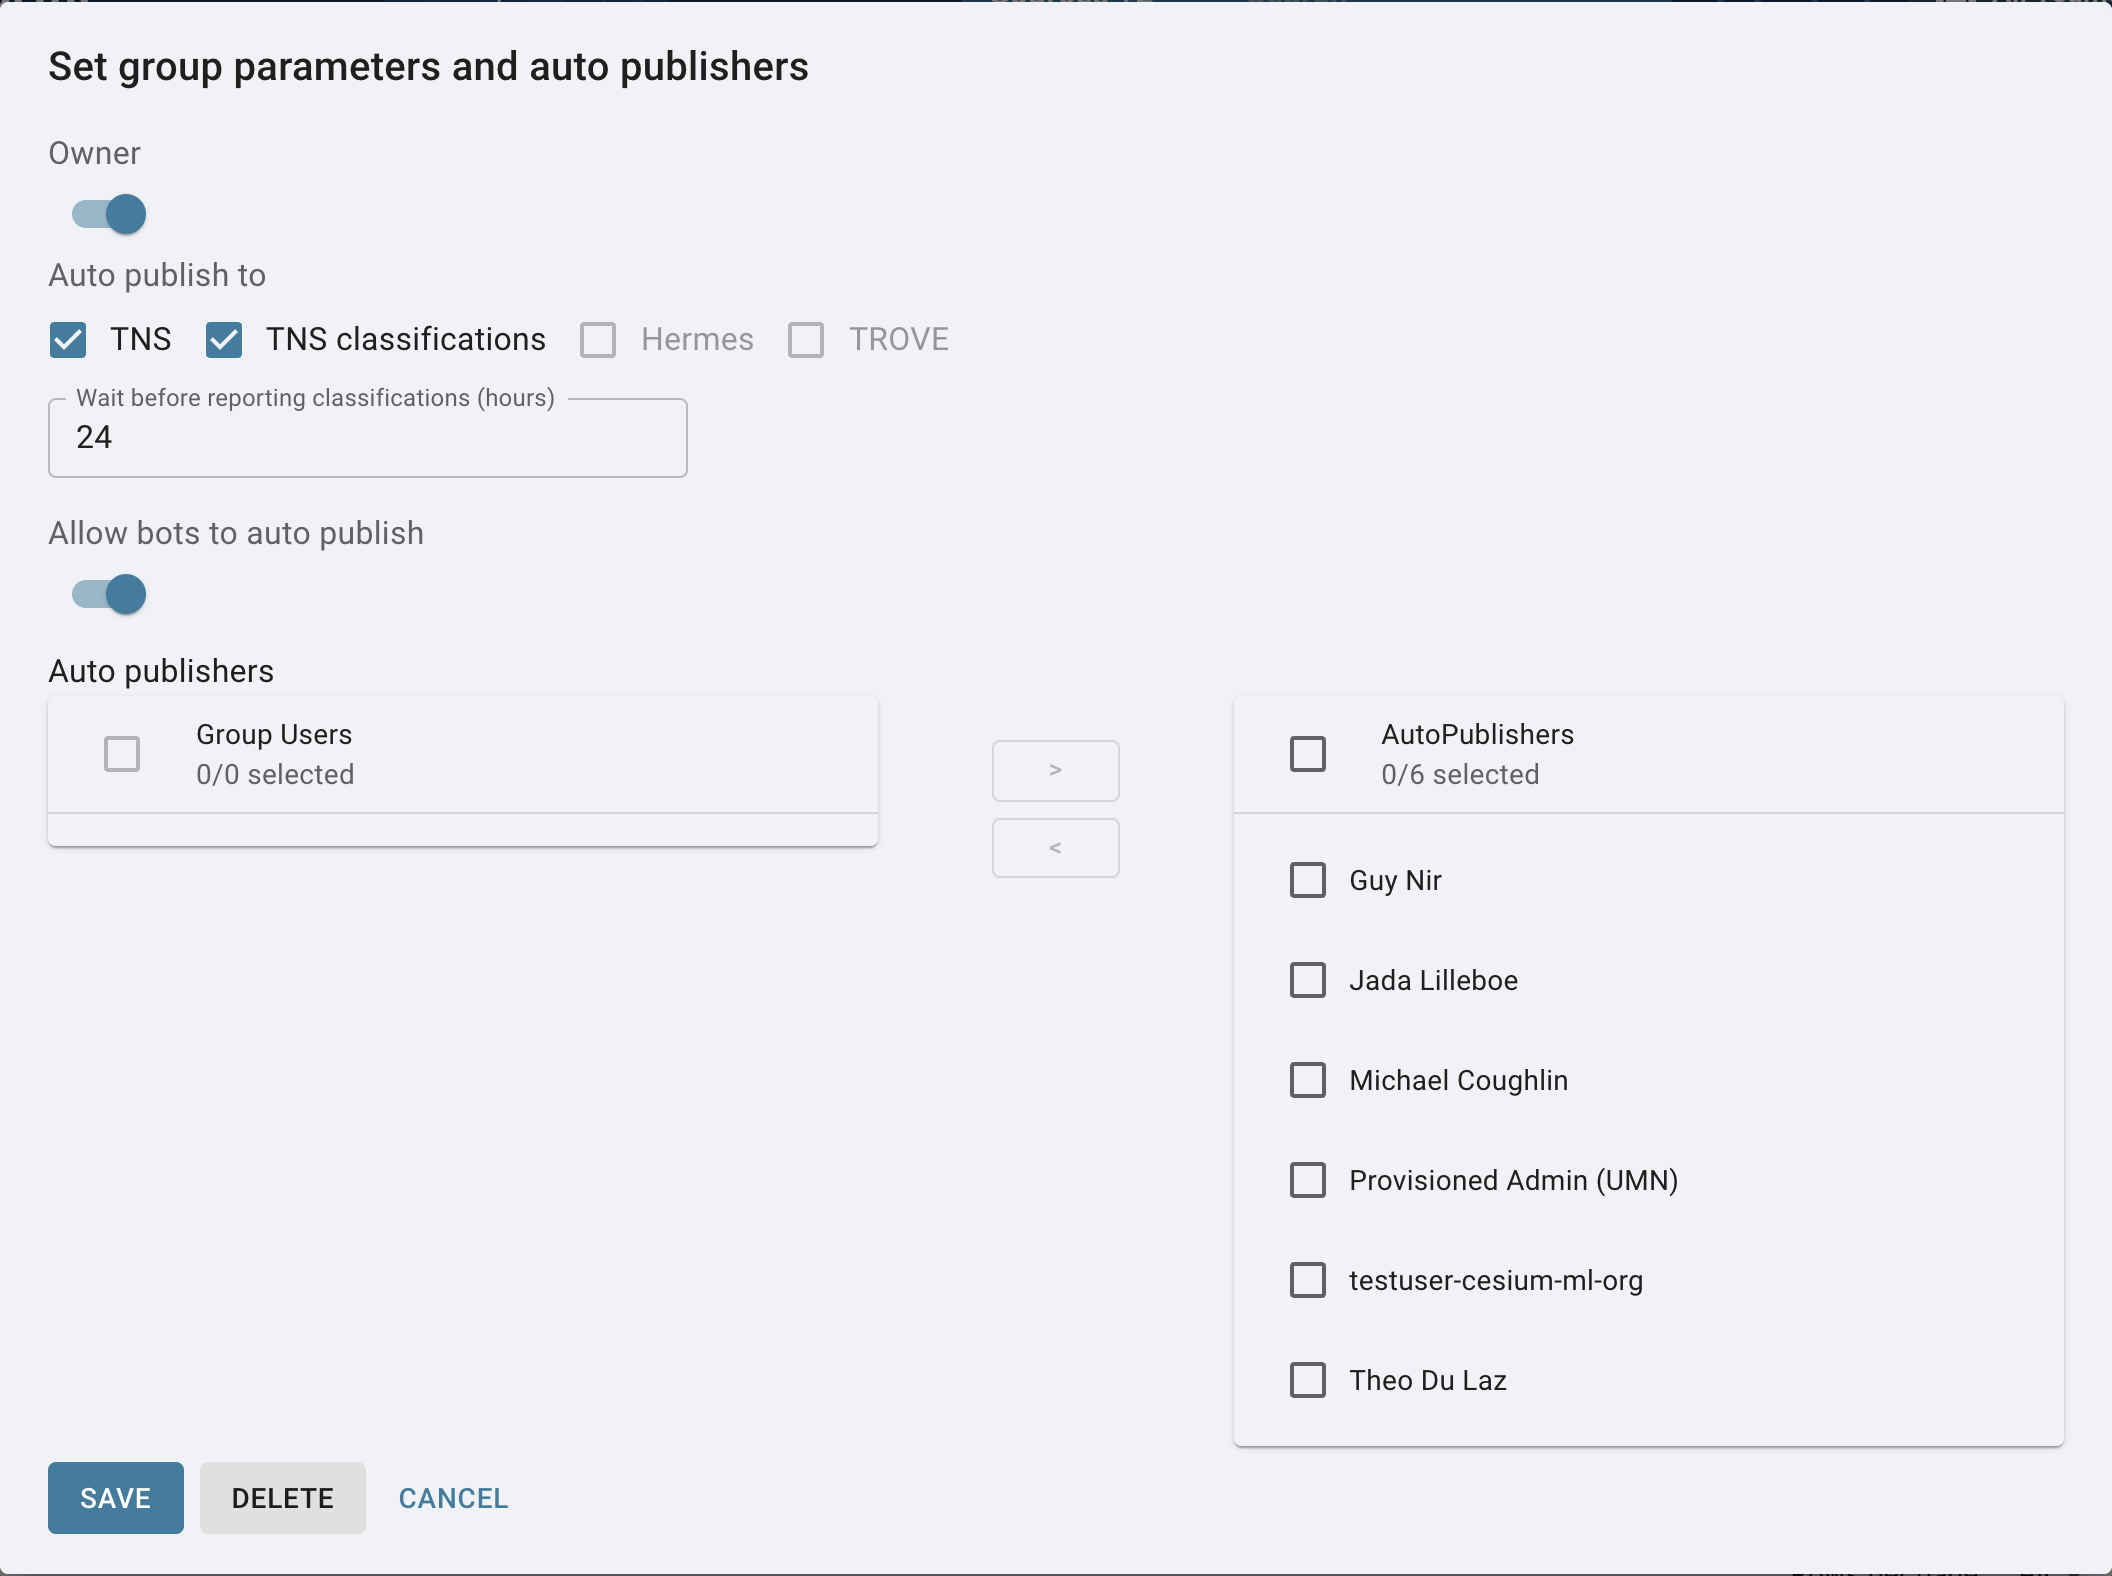 Set group parameters and auto publishers
Owner
Auto publish to
TNS TNS classifications Hermes TROVE
Wait before reporting classifications (hours)
24
Allow bots to auto publish
Auto publishers
Group Users
0/0 selected
>
<
AutoPublishers
0/6 selected
Guy Nir
Jada Lilleboe
Michael Coughlin
Provisioned Admin (UMN)
testuser-cesium-ml-org
Theo Du Laz
SAVE DELETE CANCEL